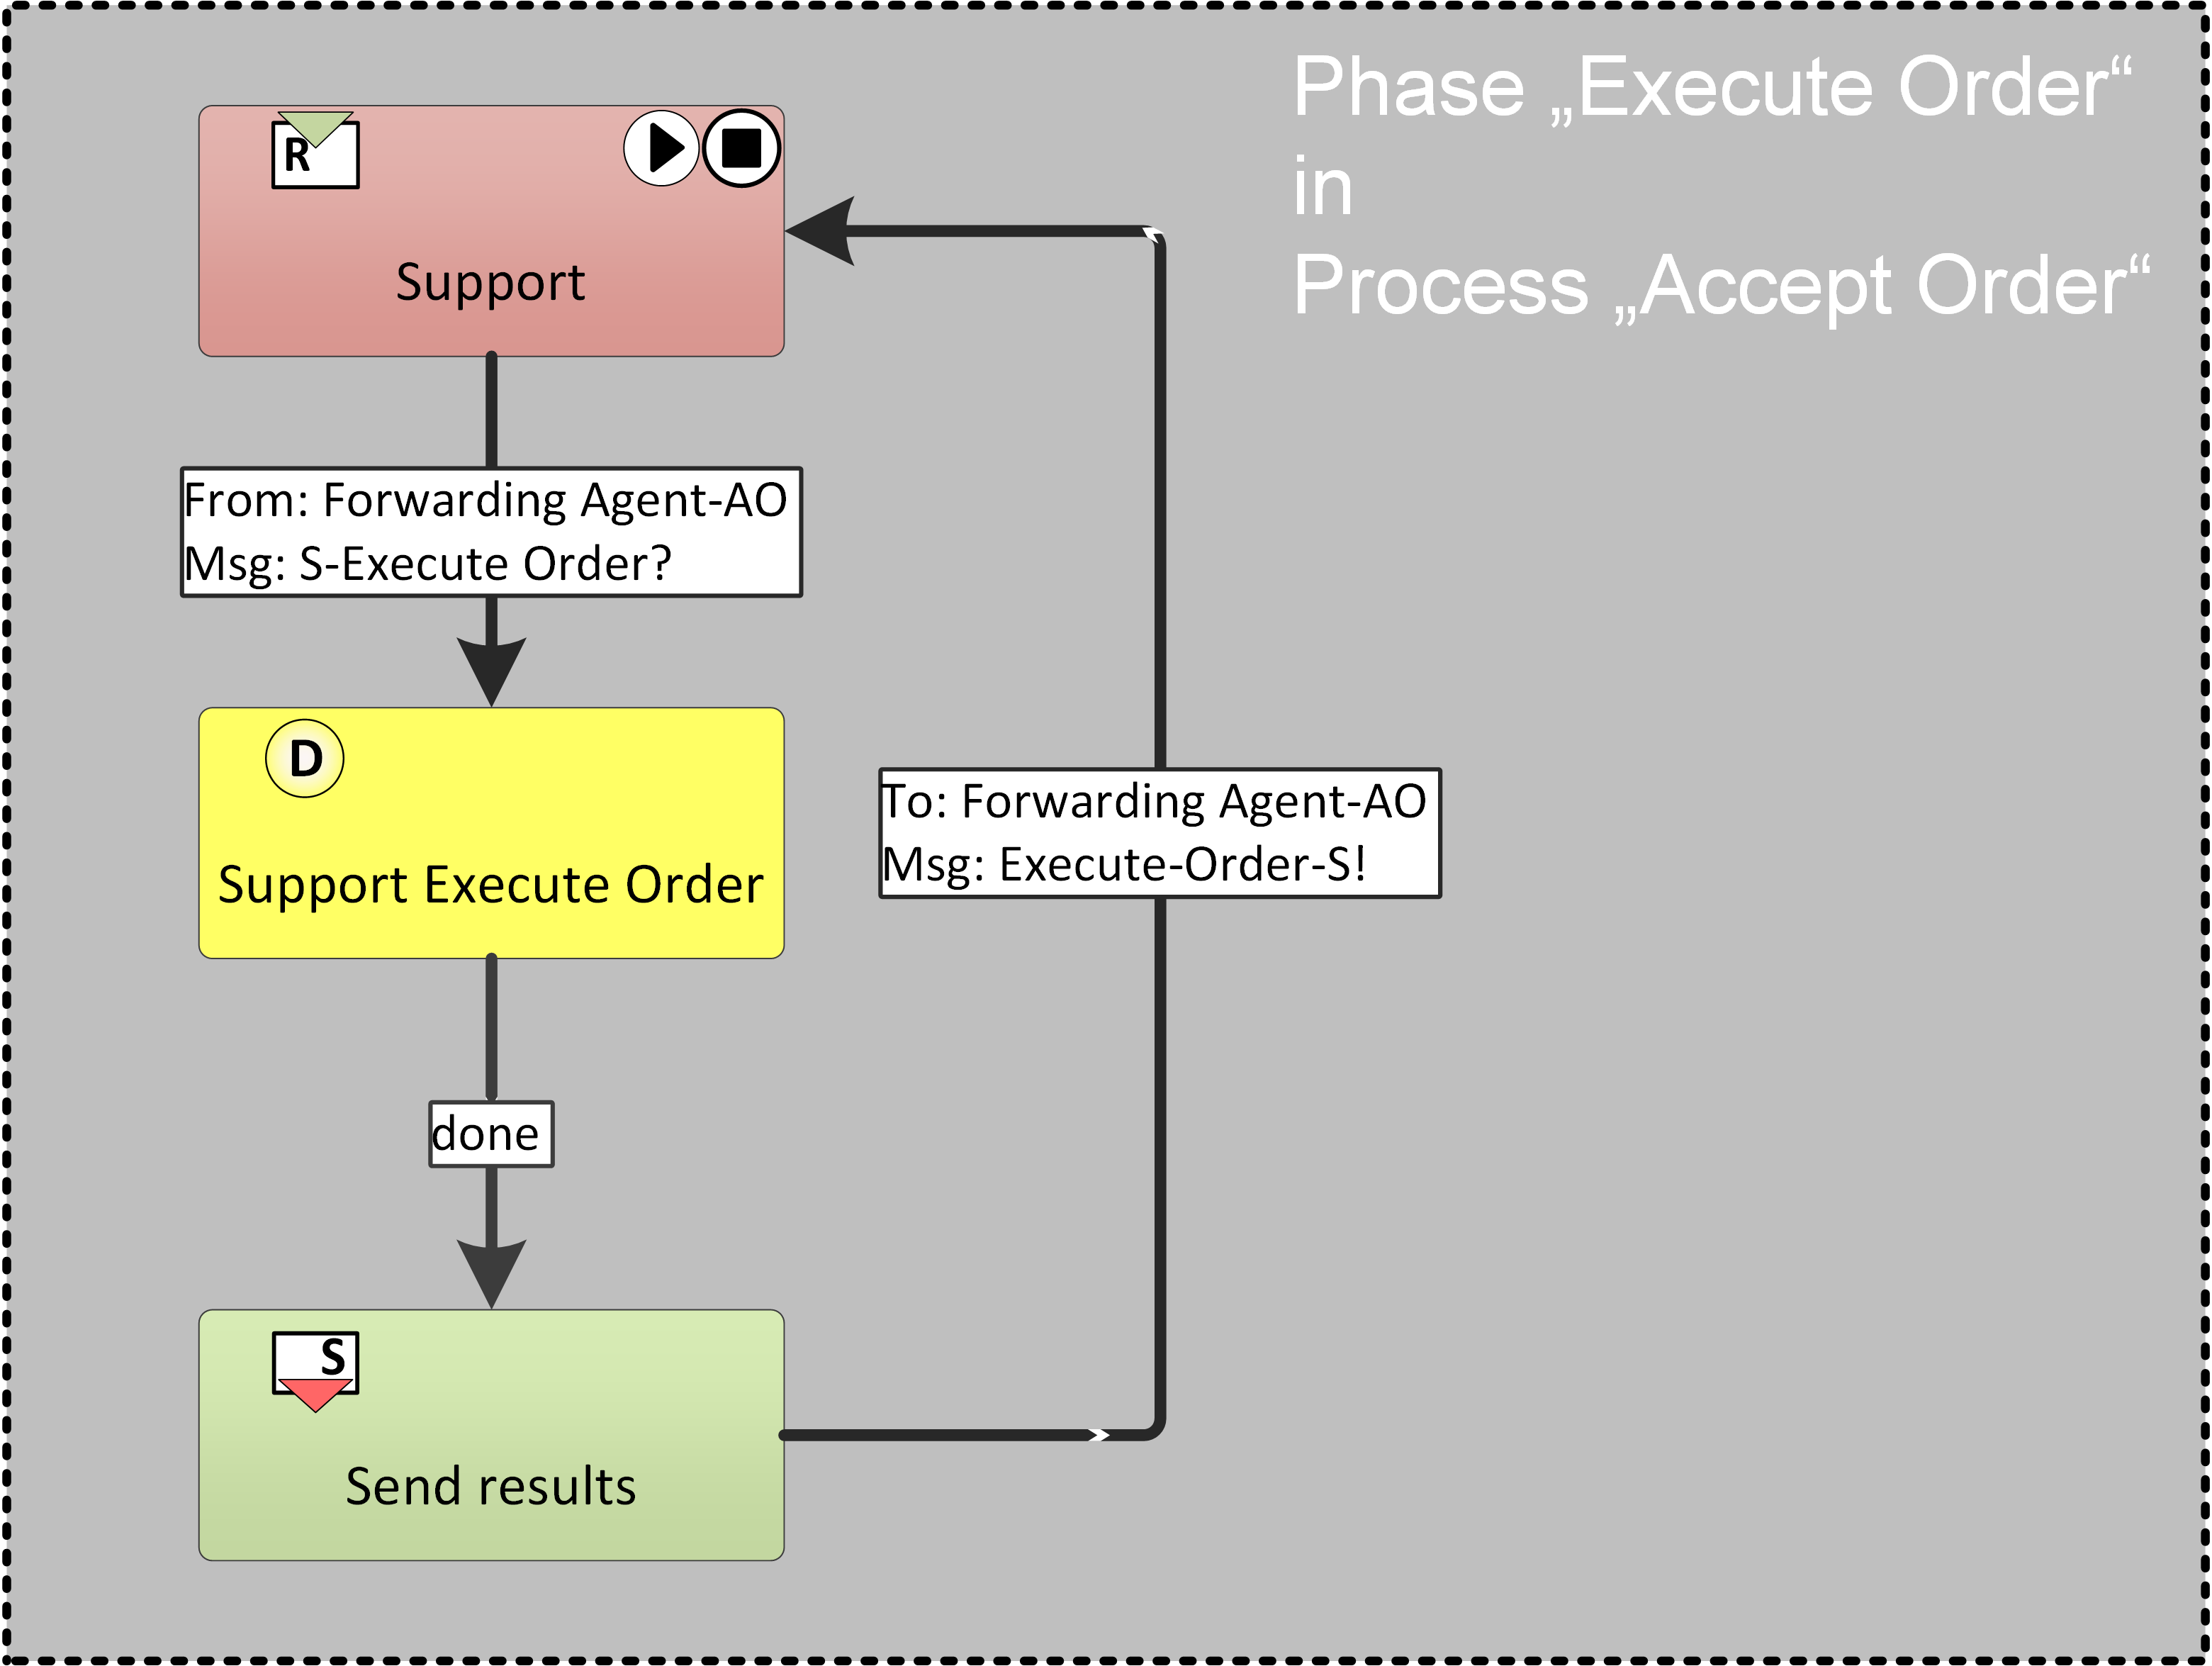 Phase „Execute Order“
in
Process „Accept Order“
R
Support
From: Forwarding Agent-AO
Msg: S-Execute Order?
D
Support Execute Order
To: Forwarding Agent-AO
Msg: Execute-Order-S!
done
S
Send results